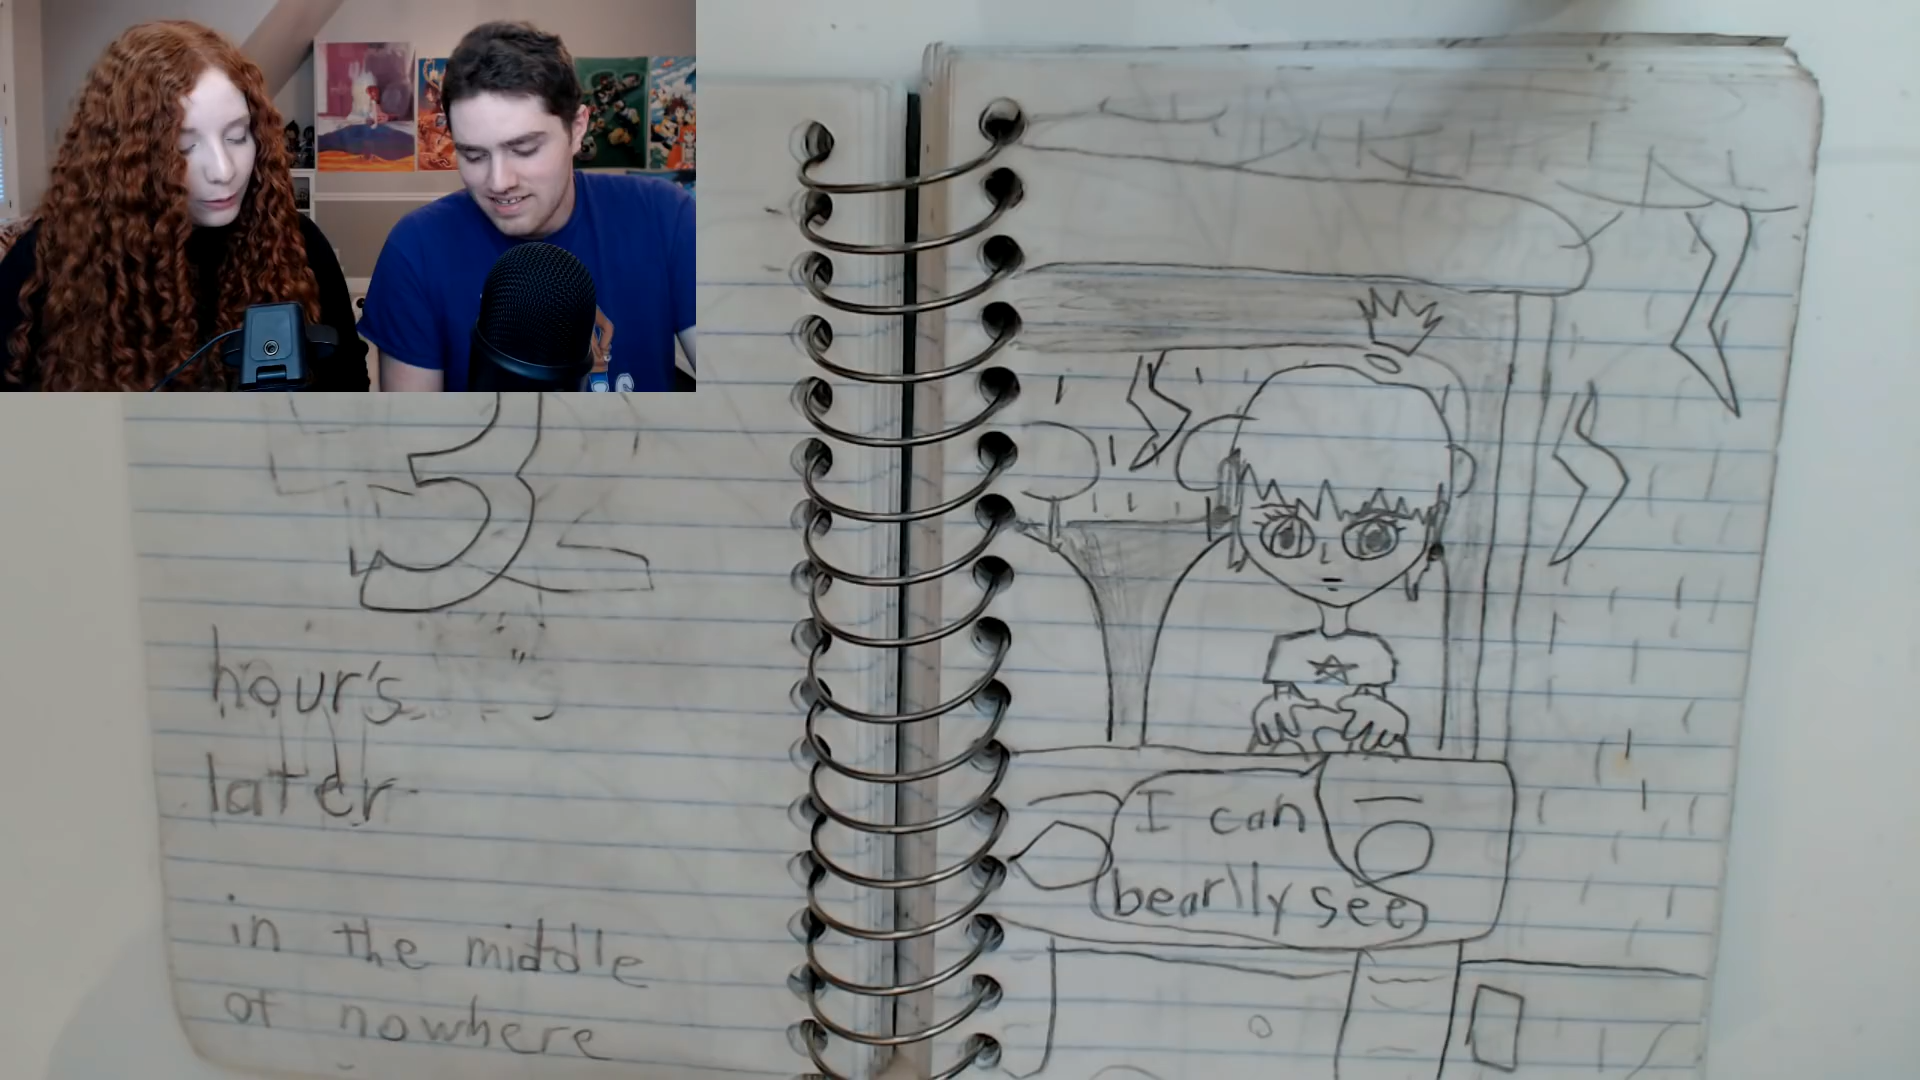 3
hour's
later
in the middle
of nowhere
I can
bearlly see